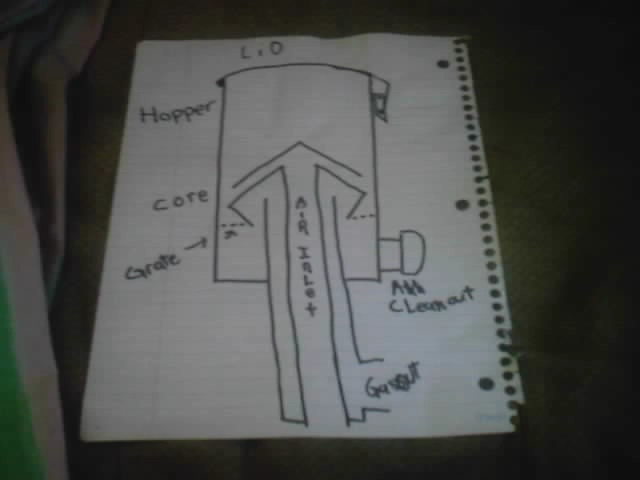 LiD
Hopper
Core
Grate
AiR INLet
Ash
Cleanout
Gasout